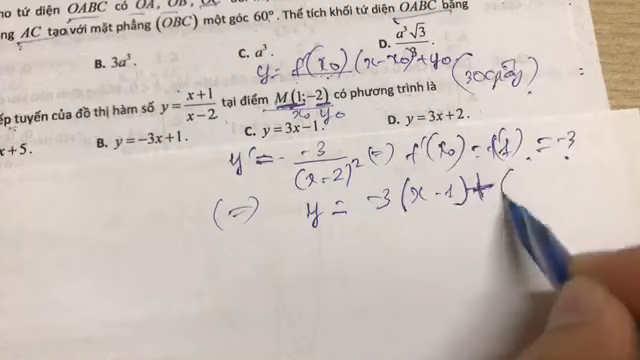 ho tứ diện OABC có OA, OB, OC
ng AC tạo với mặt phẳng (OBC) một góc 60°. Thể tích khối tứ diện OABC bằng
B. 3a³. C. a³. D. a³√3/3.
y = f'(x₀)(x-x₀)+y₀ (30 giây)
ếp tuyến của đồ thị hàm số y = (x+1)/(x−2) tại điểm M(1;−2) có phương trình là
x₀ y₀
x+5. B. y=−3x+1. C. y=3x−1. D. y=3x+2.
y' = -3/(x-2)² (=) f'(x₀) = f'(1) = -3
(=) y = -3(x-1)+(